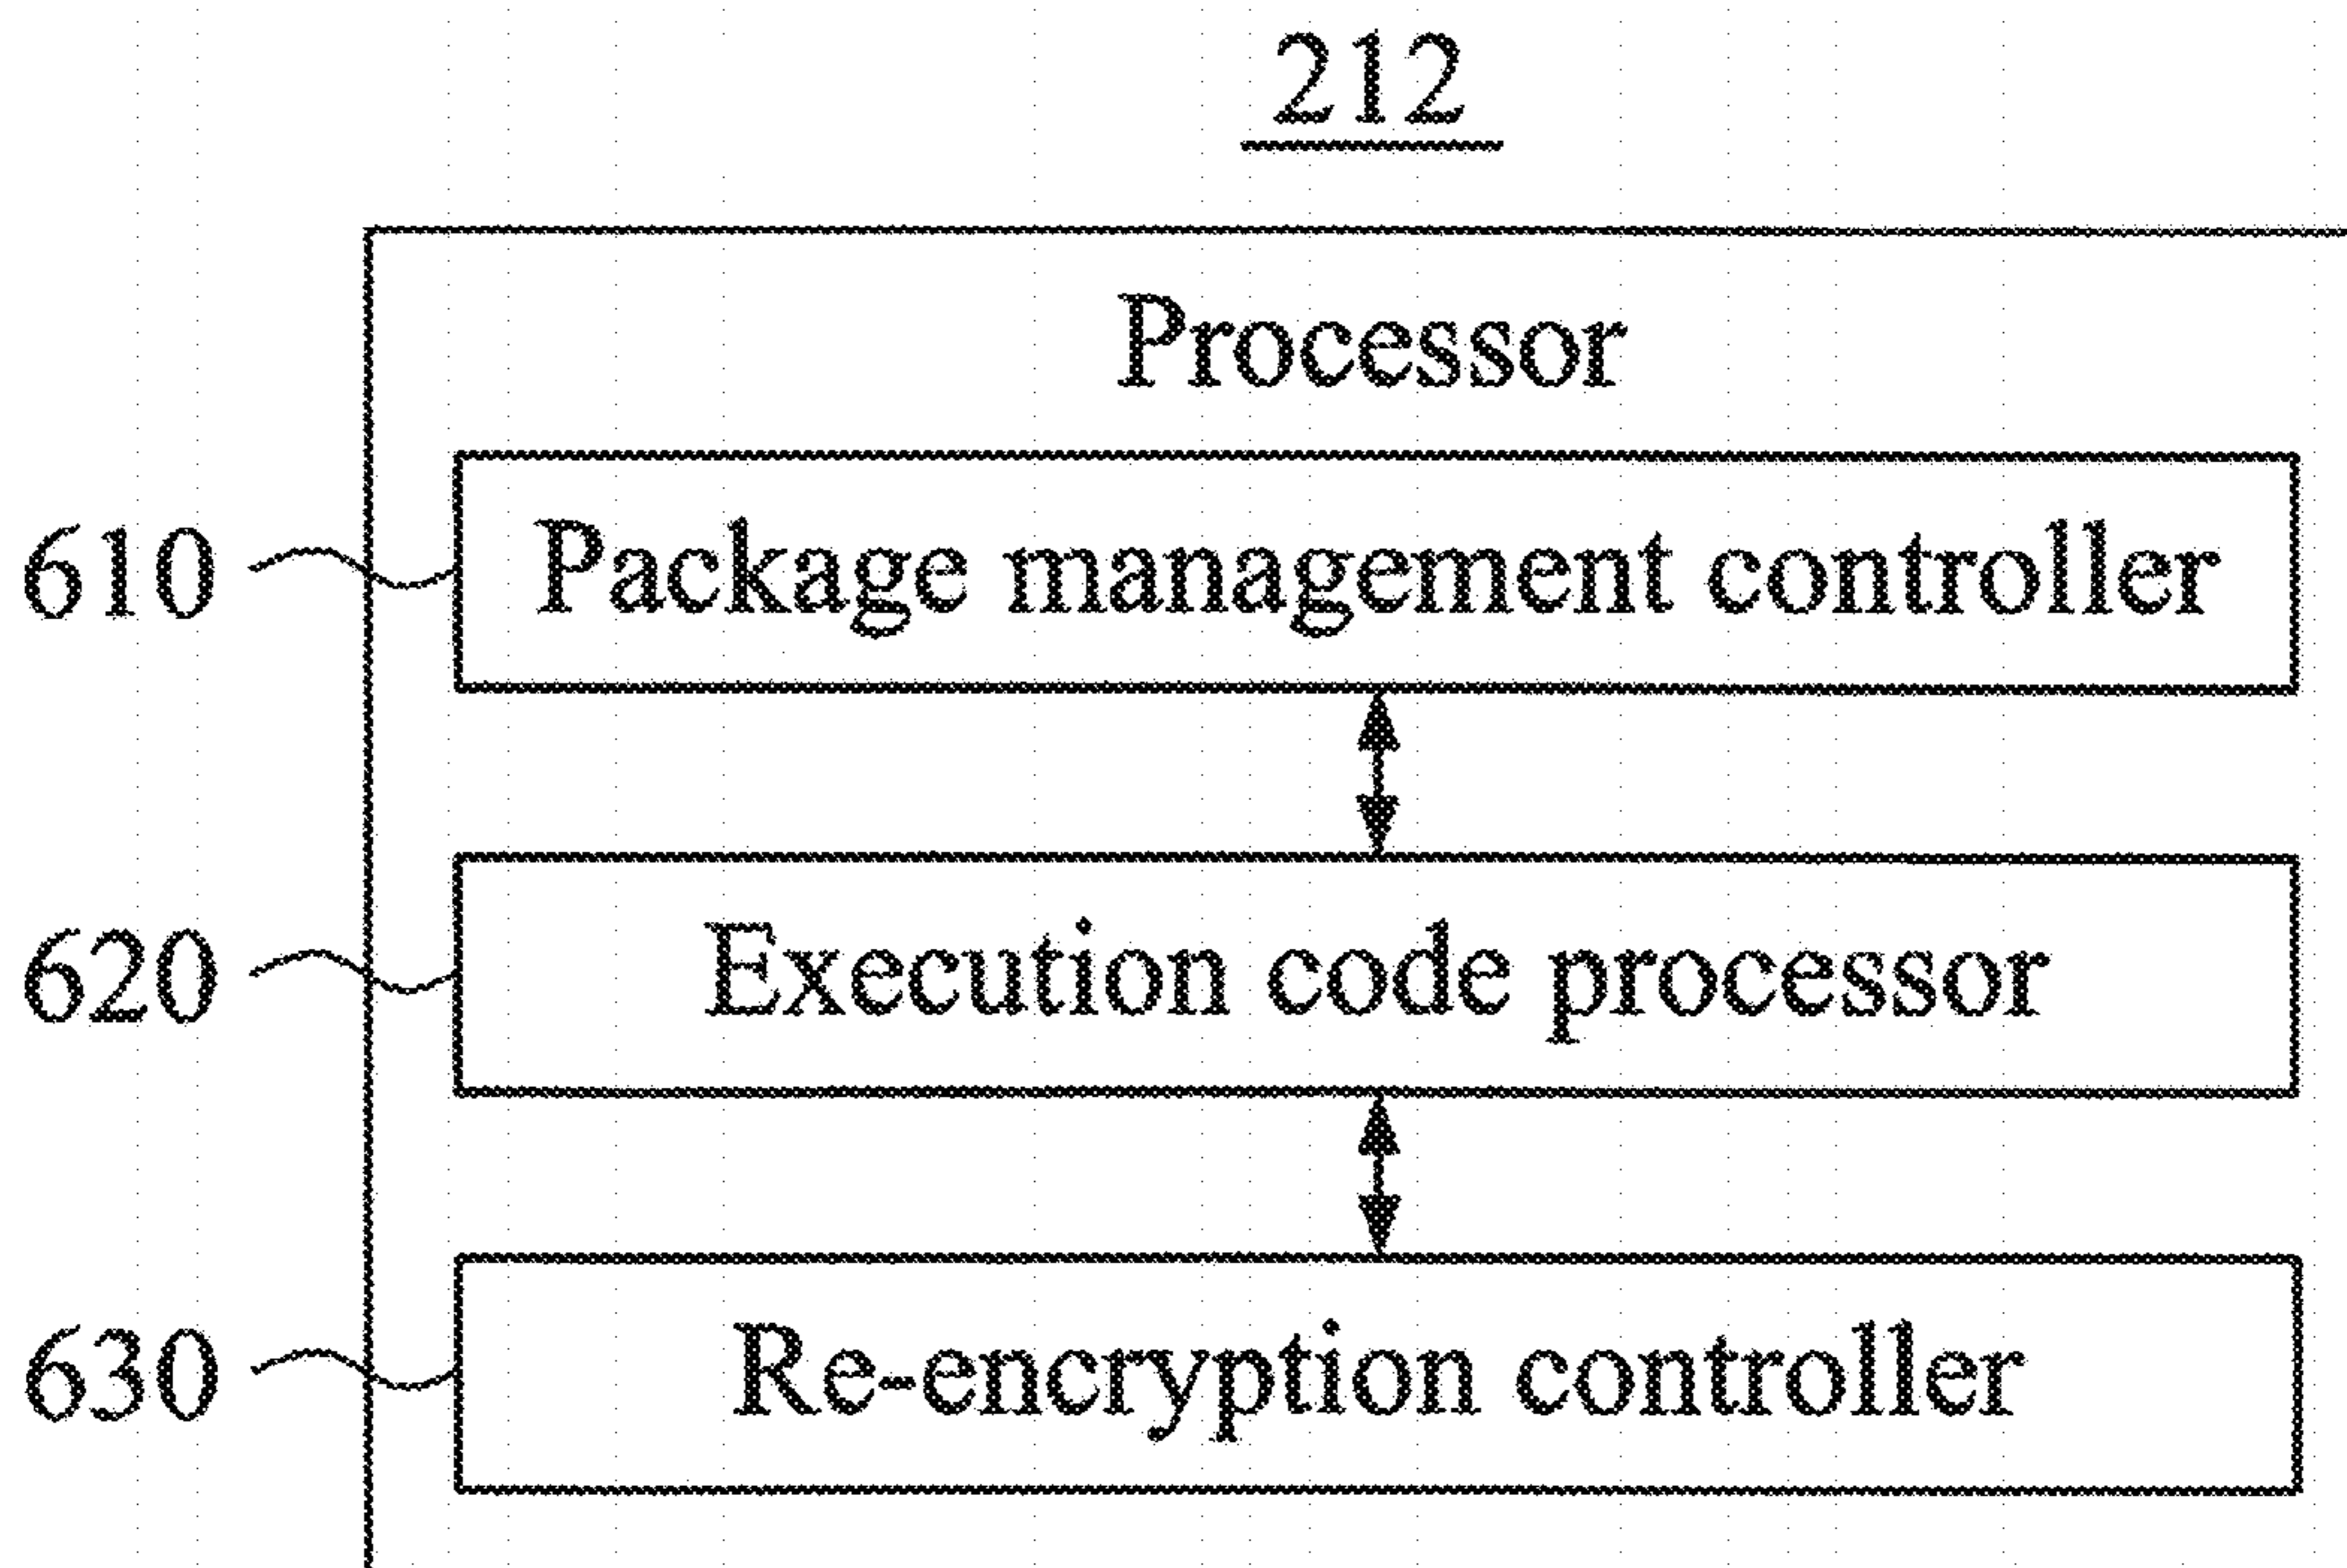 212
Processor
610 Package management controller
620 Execution code processor
630 Re-encryption controller